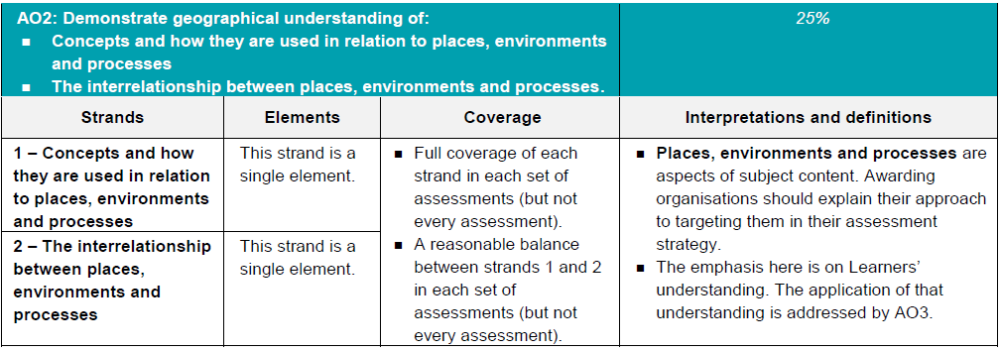 AO2: Demonstrate geographical understanding of:
▪ Concepts and how they are used in relation to places, environments
and processes
▪ The interrelationship between places, environments and processes.
25%
Strands
Elements
Coverage
Interpretations and definitions
1 – Concepts and how
they are used in relation
to places, environments
and processes
This strand is a
single element.
2 – The interrelationship
between places,
environments and
processes
This strand is a
single element.
▪ Full coverage of each
strand in each set of
assessments (but not
every assessment).
▪ A reasonable balance
between strands 1 and 2
in each set of
assessments (but not
every assessment).
▪ Places, environments and processes are
aspects of subject content. Awarding
organisations should explain their approach
to targeting them in their assessment
strategy.
▪ The emphasis here is on Learners’
understanding. The application of that
understanding is addressed by AO3.